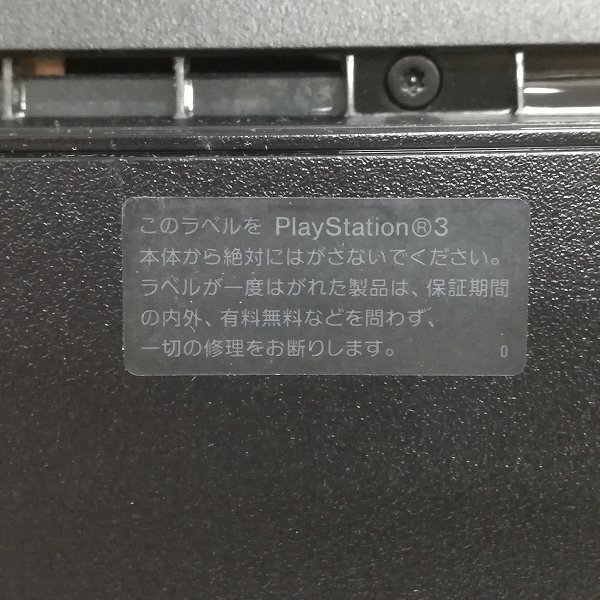 このラベルを PlayStation®3
本体から絶対にはがさないでください。
ラベルが一度はがれた製品は、保証期間
の内外、有料無料などを問わず、
一切の修理をお断りします。 0